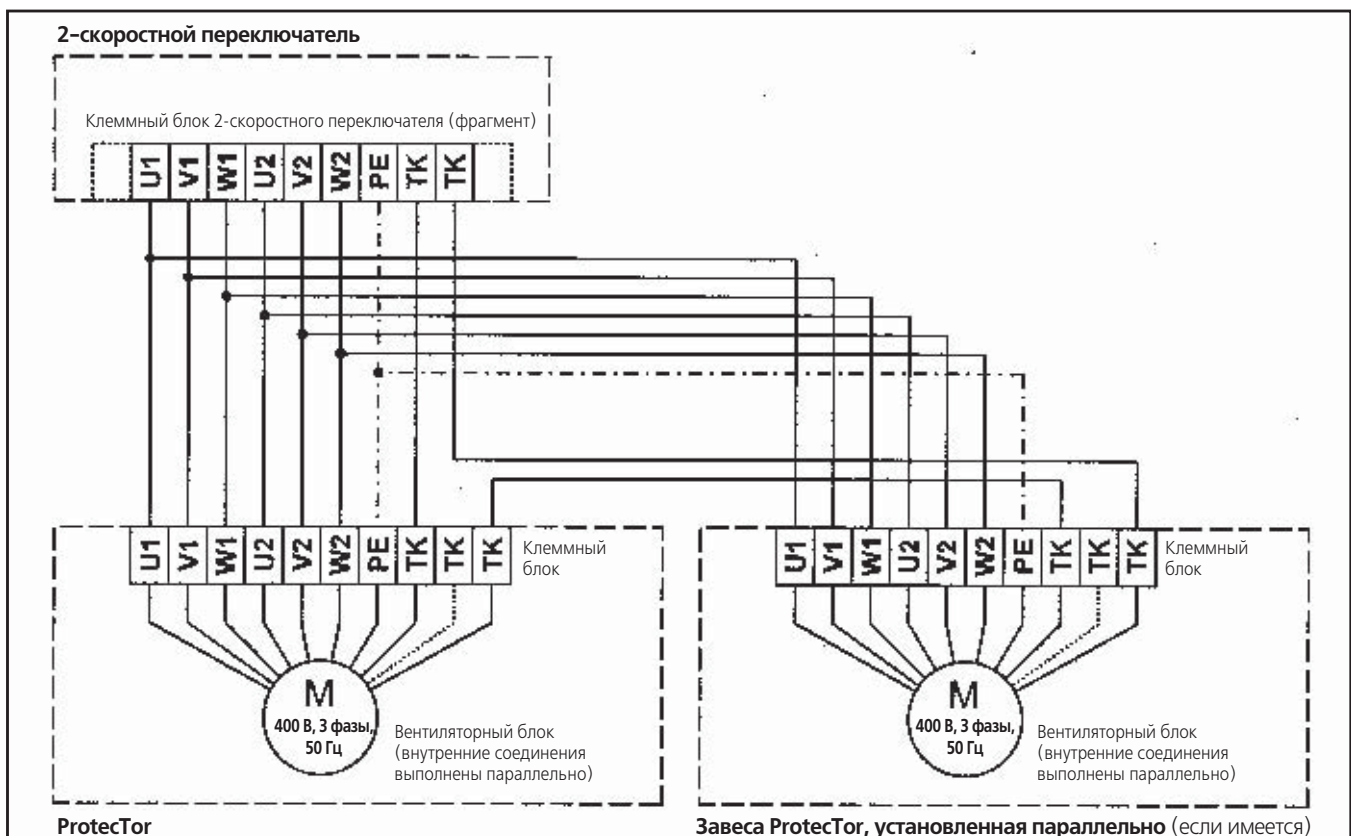 2-скоростной переключатель
Клеммный блок 2-скоростного переключателя (фрагмент)
U1 V1 W1 U2 V2 W2 PE TK TK
U1 V1 W1 U2 V2 W2 PE TK TK TK
Клеммный
блок
U1 V1 W1 U2 V2 W2 PE TK TK TK
Клеммный
блок
M
400 В, 3 фазы,
50 Гц
Вентиляторный блок
(внутренние соединения
выполнены параллельно)
M
400 В, 3 фазы,
50 Гц
Вентиляторный блок
(внутренние соединения
выполнены параллельно)
ProtecTor
Завеса ProtecTor, установленная параллельно (если имеется)